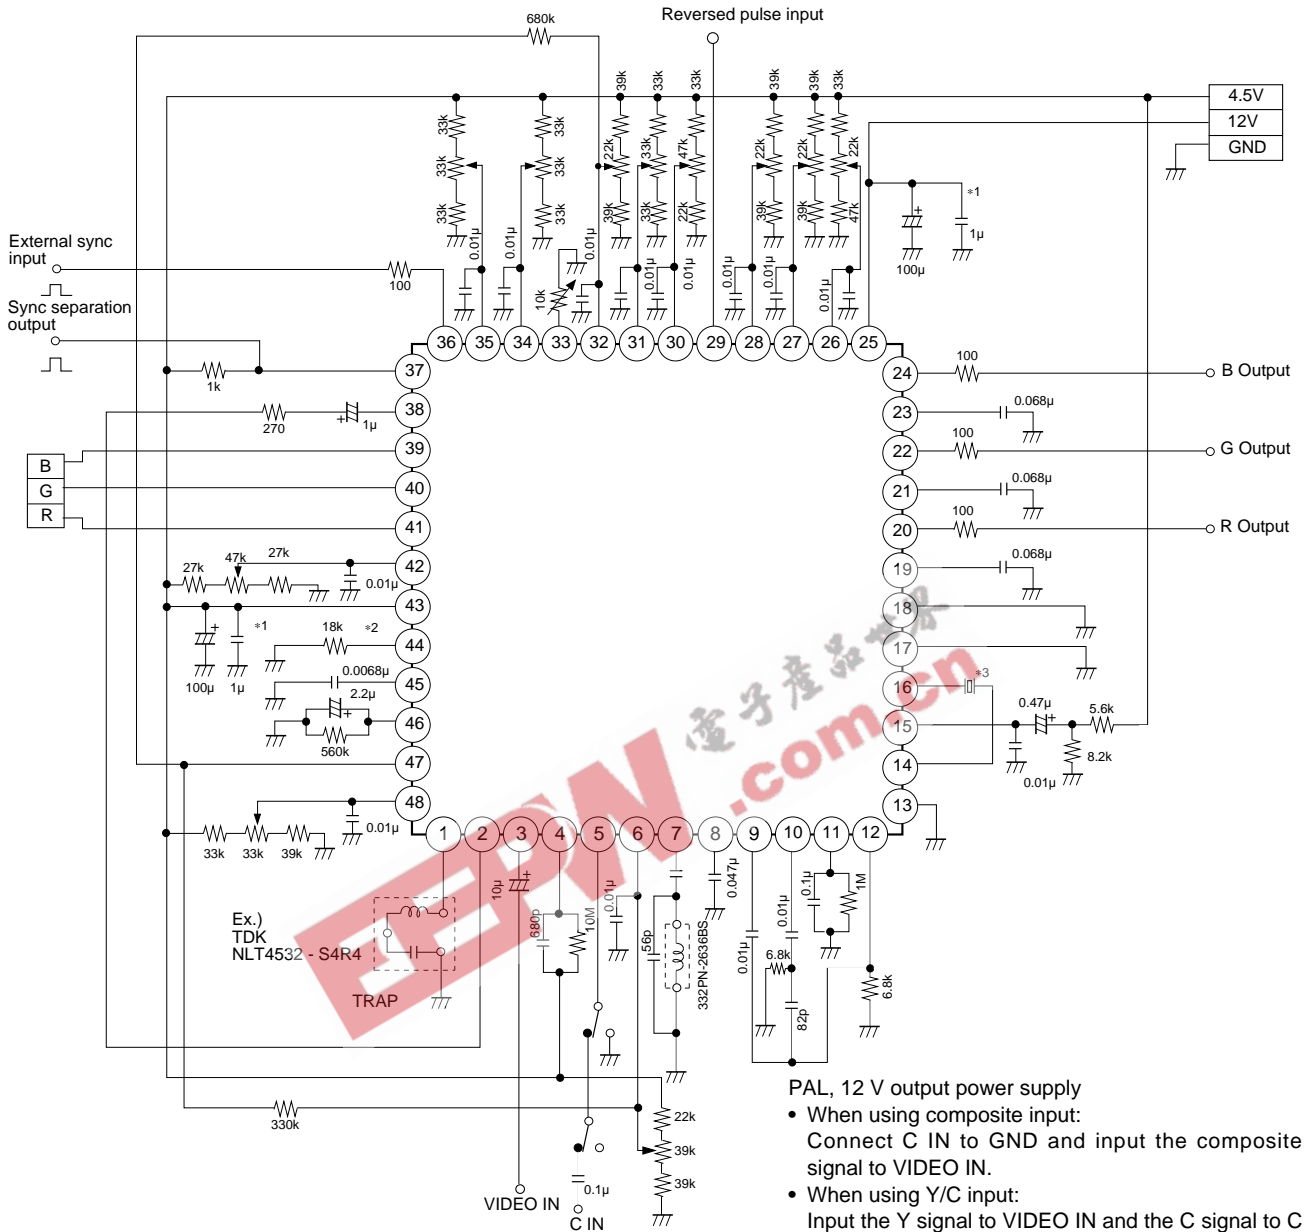 Reversed pulse input
680k
4.5V
12V
GND
39k
33k
33k
39k
39k
33k
33k
33k
33k
33k
33k
33k
22k
33k
47k
22k
22k
22k
39k
33k
22k
39k
39k
47k
*1
100µ
1µ
External sync
input
100
0.01µ
0.01µ
10k
0.01µ
0.01µ
0.01µ
0.01µ
0.01µ
0.01µ
Sync separation
output
36 35 34 33 32 31 30 29 28 27 26 25
1k
37
24
100
B Output
270
1µ
38
23
0.068µ
39
22
100
G Output
B
G
R
40
21
0.068µ
41
20
100
R Output
27k
47k
27k
0.01µ
42
19
0.068µ
43
18
100µ
1µ
*1
18k
*2
44
17
0.0068µ
45
16
*3
2.2µ
560k
46
15
0.47µ
5.6k
8.2k
0.01µ
47
14
48
13
0.01µ
33k
33k
39k
1 2 3 4 5 6 7 8 9 10 11 12
10µ
680p
10M
0.01µ
56p
332PN-2636BS
0.047µ
0.01µ
0.01µ
0.1µ
1M
6.8k
82p
6.8k
Ex.)
TDK
NLT4532 - S4R4
TRAP
電子産品世界
EEPW.com.cn
330k
22k
39k
39k
VIDEO IN
0.1µ
C IN
PAL, 12 V output power supply
• When using composite input:
Connect C IN to GND and input the composite
signal to VIDEO IN.
• When using Y/C input:
Input the Y signal to VIDEO IN and the C signal to C